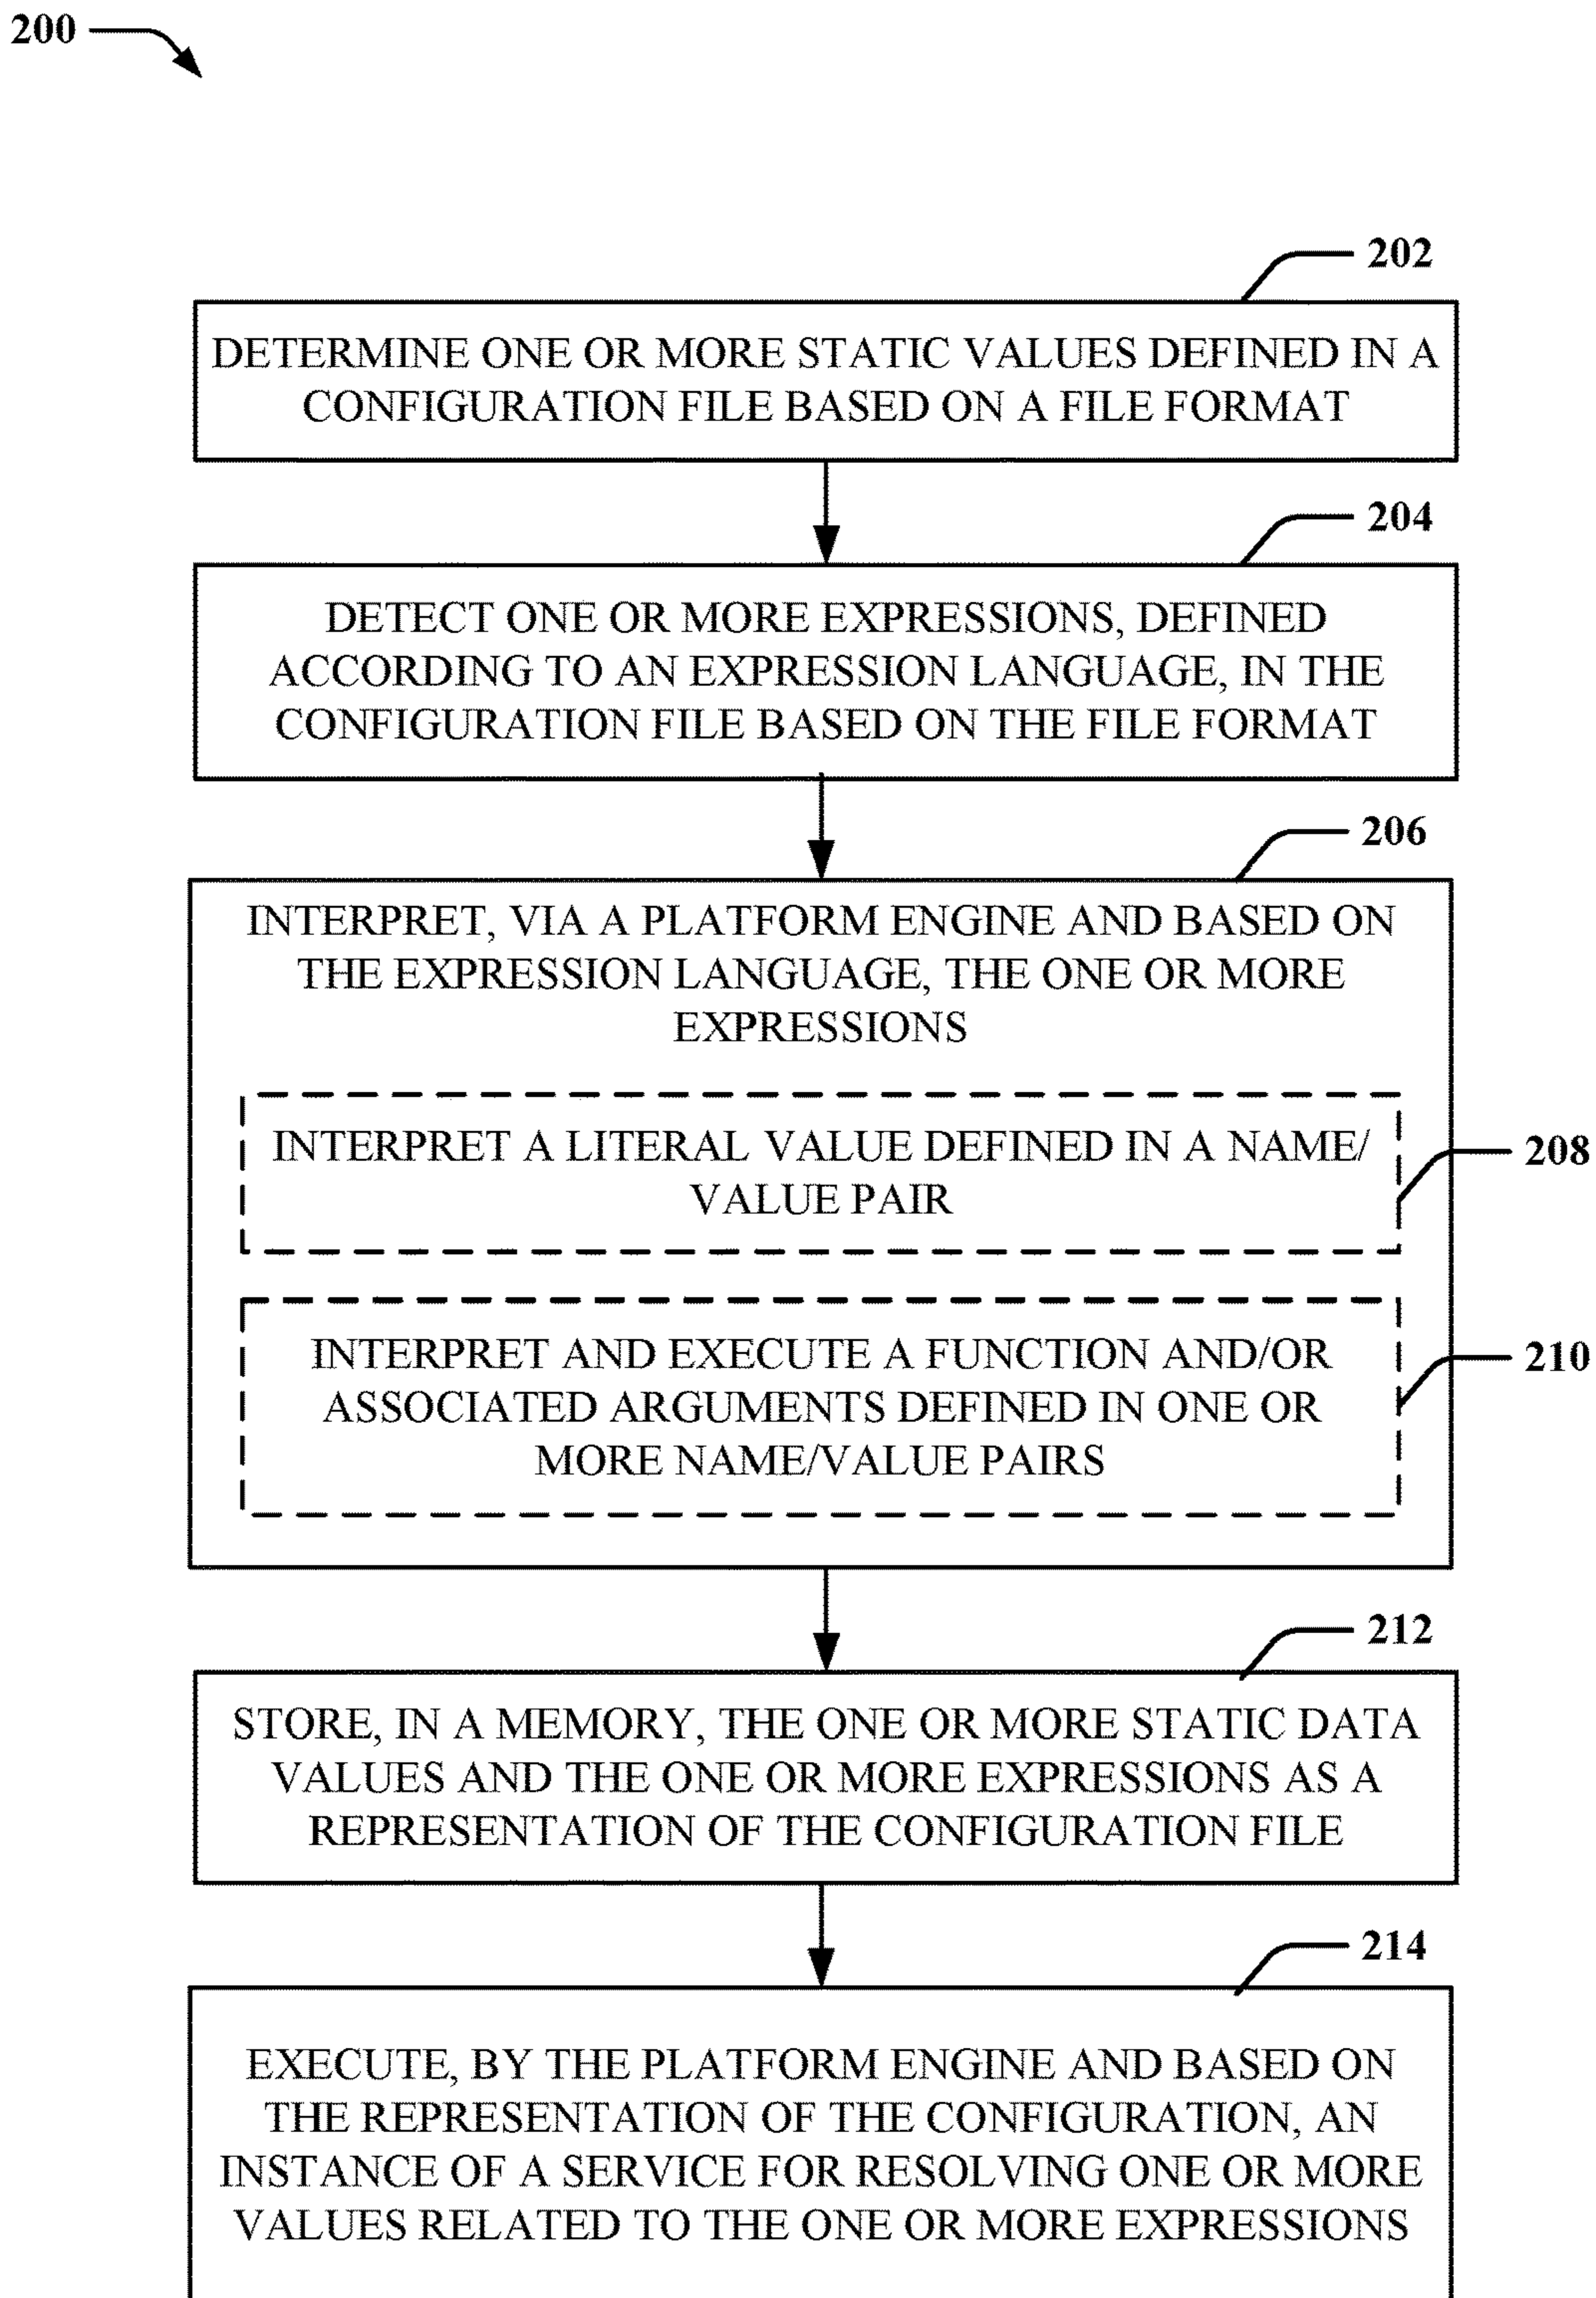 200
202
DETERMINE ONE OR MORE STATIC VALUES DEFINED IN A
CONFIGURATION FILE BASED ON A FILE FORMAT
204
DETECT ONE OR MORE EXPRESSIONS, DEFINED
ACCORDING TO AN EXPRESSION LANGUAGE, IN THE
CONFIGURATION FILE BASED ON THE FILE FORMAT
206
INTERPRET, VIA A PLATFORM ENGINE AND BASED ON
THE EXPRESSION LANGUAGE, THE ONE OR MORE
EXPRESSIONS
INTERPRET A LITERAL VALUE DEFINED IN A NAME/
VALUE PAIR
208
INTERPRET AND EXECUTE A FUNCTION AND/OR
ASSOCIATED ARGUMENTS DEFINED IN ONE OR
MORE NAME/VALUE PAIRS
210
212
STORE, IN A MEMORY, THE ONE OR MORE STATIC DATA
VALUES AND THE ONE OR MORE EXPRESSIONS AS A
REPRESENTATION OF THE CONFIGURATION FILE
214
EXECUTE, BY THE PLATFORM ENGINE AND BASED ON
THE REPRESENTATION OF THE CONFIGURATION, AN
INSTANCE OF A SERVICE FOR RESOLVING ONE OR MORE
VALUES RELATED TO THE ONE OR MORE EXPRESSIONS